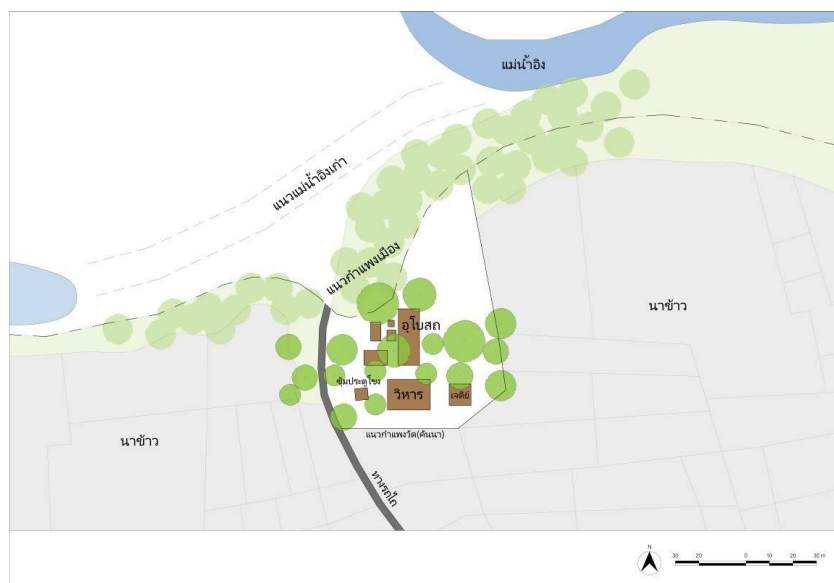 แม่น้ำอิง
แนวแม่น้ำอิงเก่า
แนวกำแพงเมือง
นาข้าว
อุโบสถ
ซุ้มประตูโขง
วิหาร
เจดีย์
นาข้าว
แนวกำแพงวัด(คันนา)
ทางรถไถ
N
30 20 0 10 20 30 m